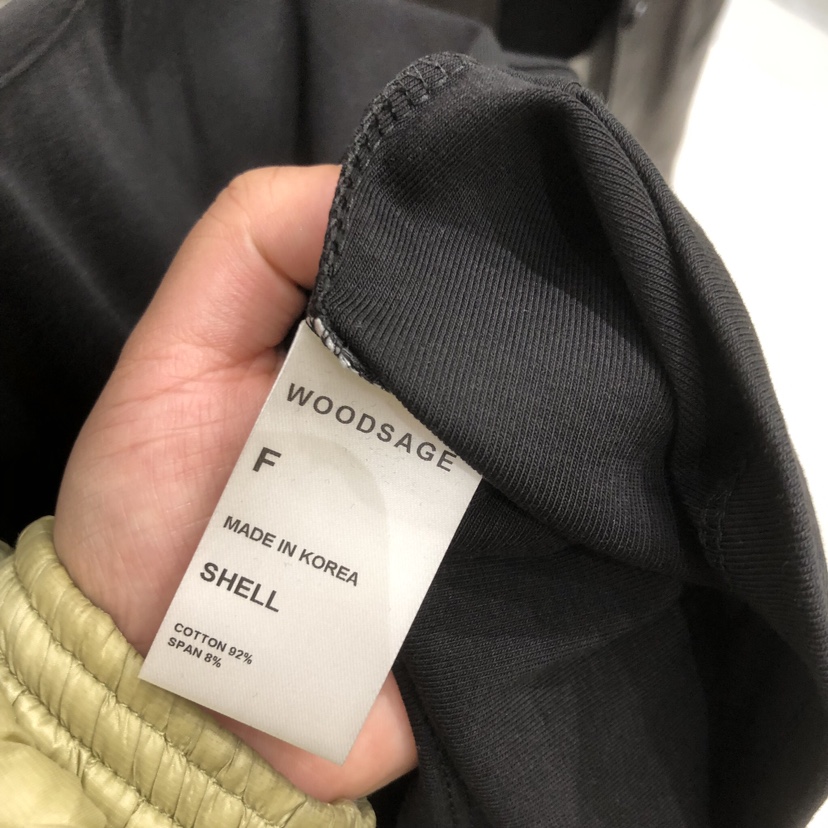 WOODSAGE
F
MADE IN KOREA
SHELL
COTTON 92%
SPAN 8%